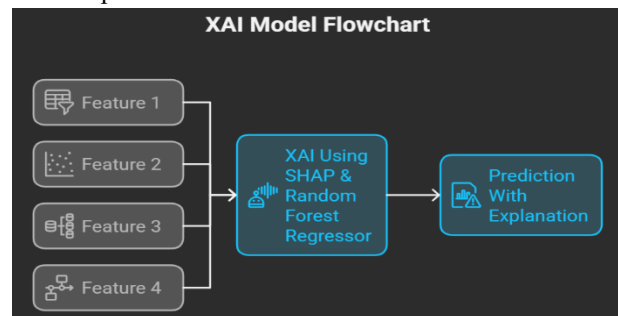 XAI Model Flowchart
Feature 1
Feature 2
Feature 3
Feature 4
XAI Using
SHAP &
Random
Forest
Regressor
Prediction
With
Explanation